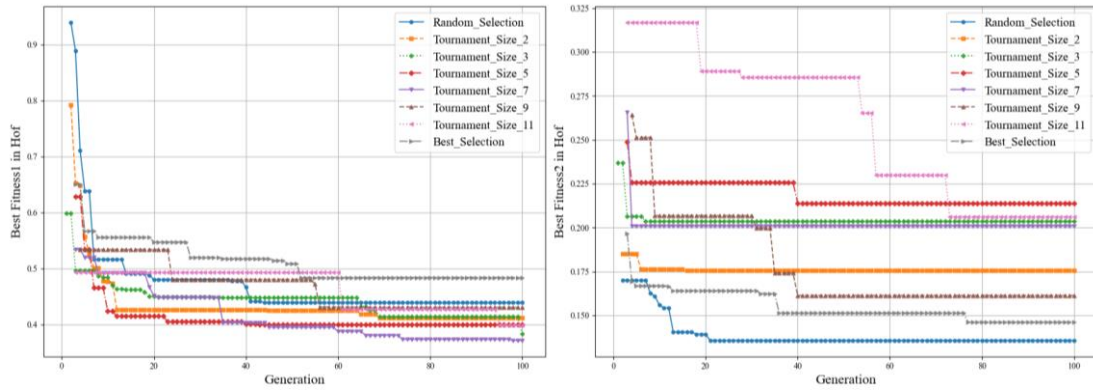 Best Fitness1 in Hof
0.9
0.8
0.7
0.6
0.5
0.4
0
20
40
60
80
100
Generation
Random_Selection
Tournament_Size_2
Tournament_Size_3
Tournament_Size_5
Tournament_Size_7
Tournament_Size_9
Tournament_Size_11
Best_Selection
Best Fitness2 in Hof
0.325
0.300
0.275
0.250
0.225
0.200
0.175
0.150
0
20
40
60
80
100
Generation
Random_Selection
Tournament_Size_2
Tournament_Size_3
Tournament_Size_5
Tournament_Size_7
Tournament_Size_9
Tournament_Size_11
Best_Selection